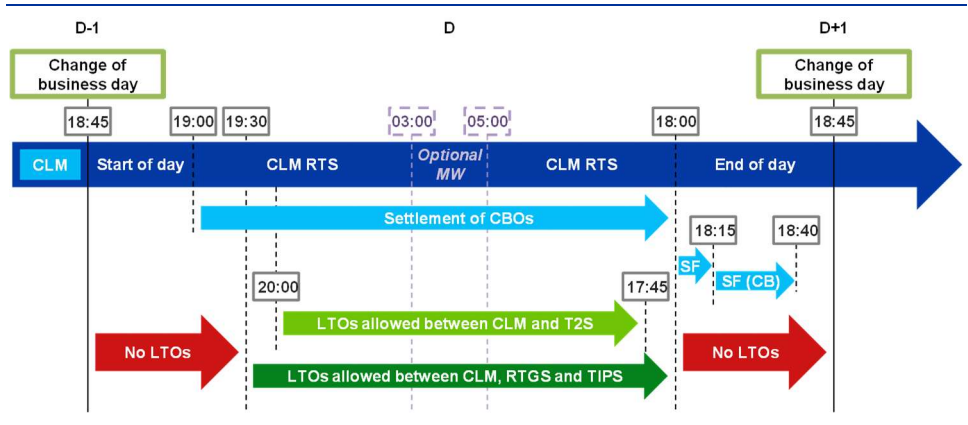 D-1
D
D+1
Change of
business day
Change of
business day
18:45
19:00
19:30
03:00
05:00
18:00
18:45
CLM
Start of day
CLM RTS
Optional
MW
CLM RTS
End of day
Settlement of CBOs
18:15
18:40
SF
SF (CB)
20:00
17:45
LTOs allowed between CLM and T2S
No LTOs
No LTOs
LTOs allowed between CLM, RTGS and TIPS